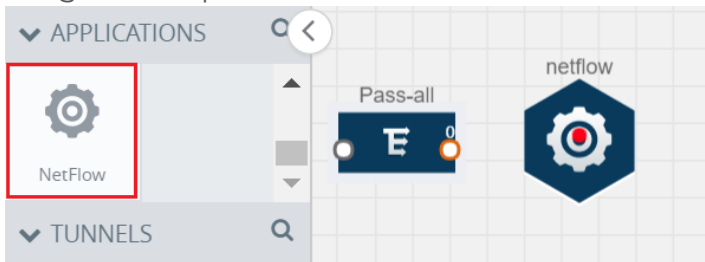 APPLICATIONS
NetFlow
TUNNELS
Pass-all
0
netflow